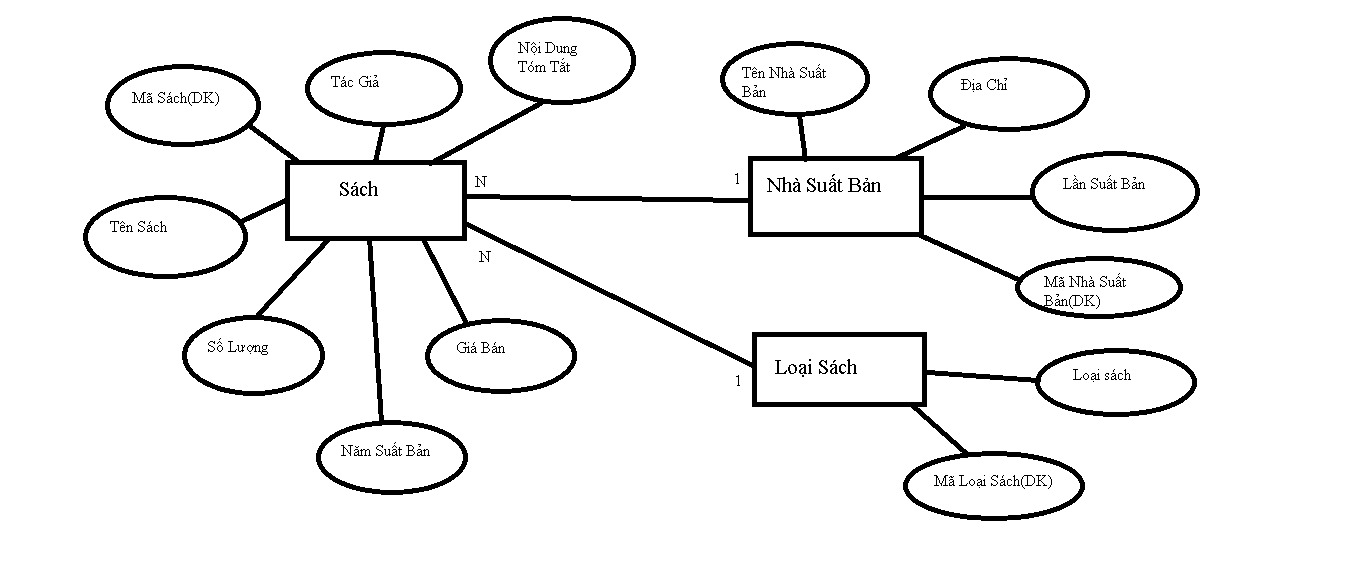 Nội Dung
Tóm Tắt
Tác Giả
Mã Sách(DK)
Tên Nhà Suất
Bản
Địa Chỉ
Sách
N
1
Nhà Suất Bản
Lần Suất Bản
Tên Sách
N
Mã Nhà Suất
Bản(DK)
Số Lượng
Giá Bán
1
Loại Sách
Loại sách
Năm Suất Bản
Mã Loại Sách(DK)